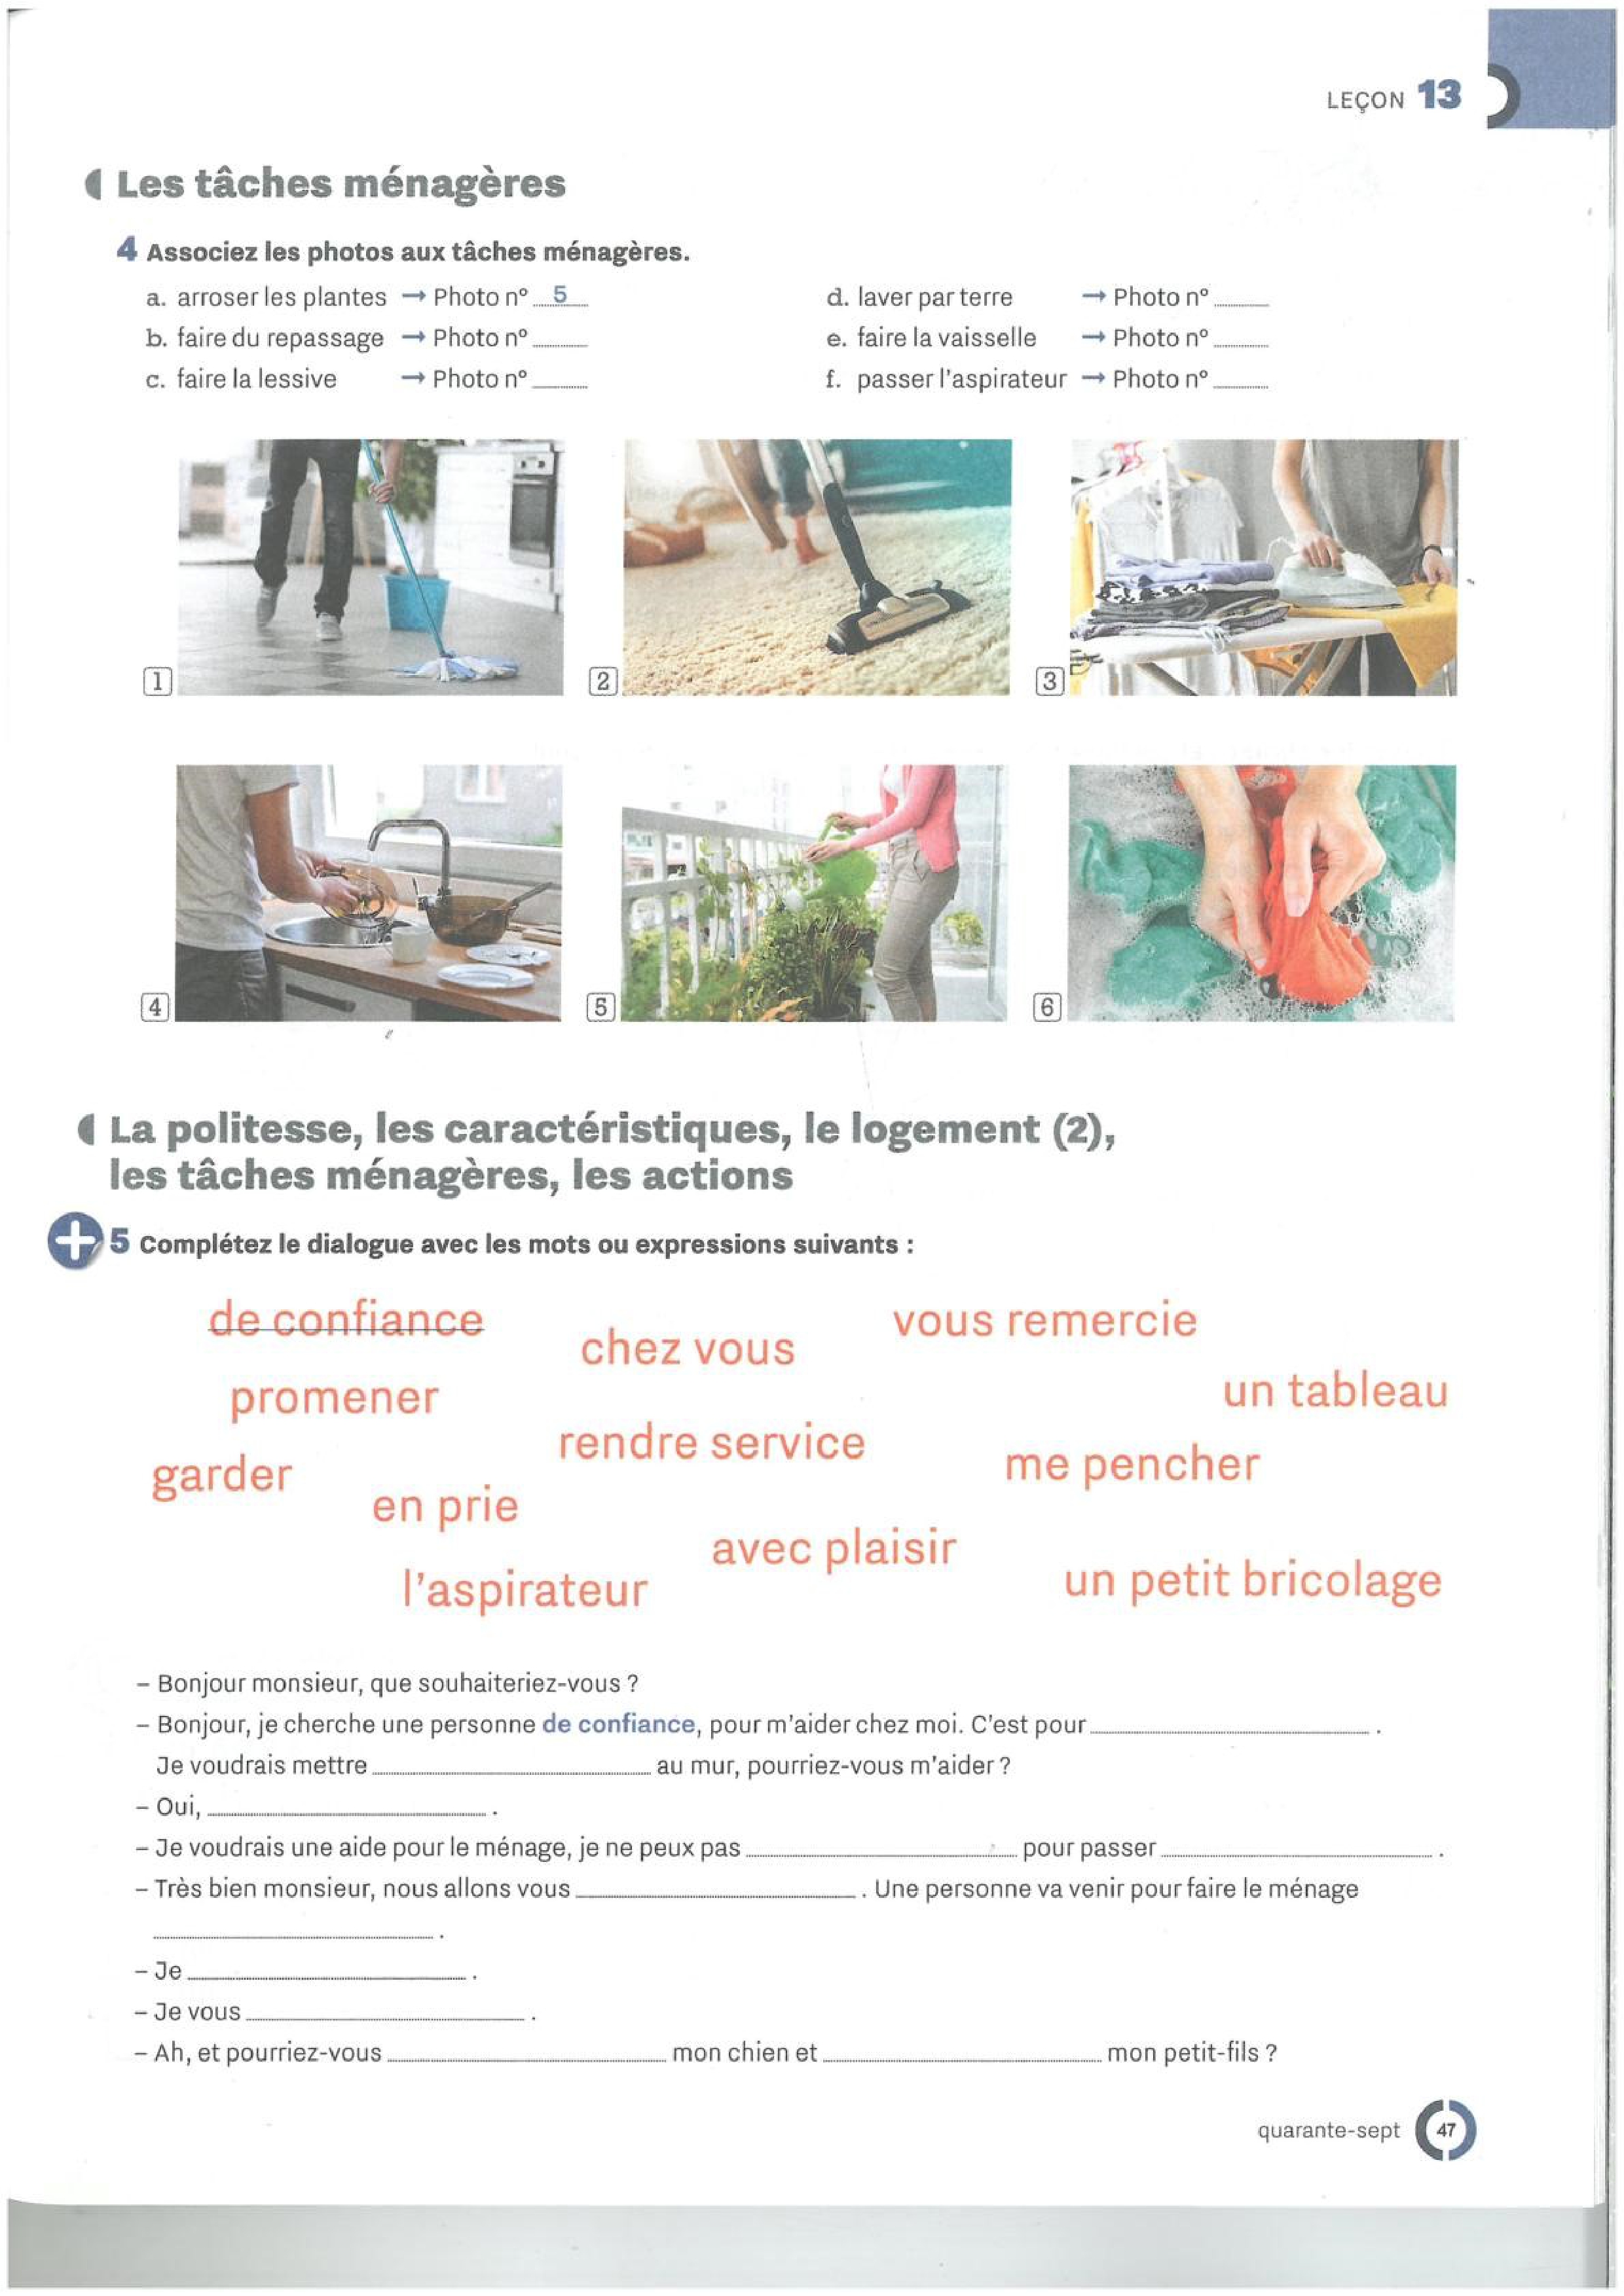 LEÇON 13
Les tâches ménagères
4 Associez les photos aux tâches ménagères.
a. arroser les plantes → Photo nº 5
b. faire du repassage → Photo nº
c. faire la lessive → Photo nº
d. laver par terre → Photo nº
e. faire la vaisselle → Photo nº
f. passer l'aspirateur → Photo nº
1
2
3
4
5
6
La politesse, les caractéristiques, le logement (2),
les tâches ménagères, les actions
+ 5 Complétez le dialogue avec les mots ou expressions suivants :
de confiance
vous remercie
chez vous
promener
un tableau
rendre service
garder
me pencher
en prie
avec plaisir
l'aspirateur
un petit bricolage
– Bonjour monsieur, que souhaiteriez-vous ?
– Bonjour, je cherche une personne de confiance, pour m'aider chez moi. C'est pour .
Je voudrais mettre au mur, pourriez-vous m'aider ?
– Oui, .
– Je voudrais une aide pour le ménage, je ne peux pas pour passer .
– Très bien monsieur, nous allons vous . Une personne va venir pour faire le ménage
.
– Je .
– Je vous .
– Ah, et pourriez-vous mon chien et mon petit-fils ?
quarante-sept 47